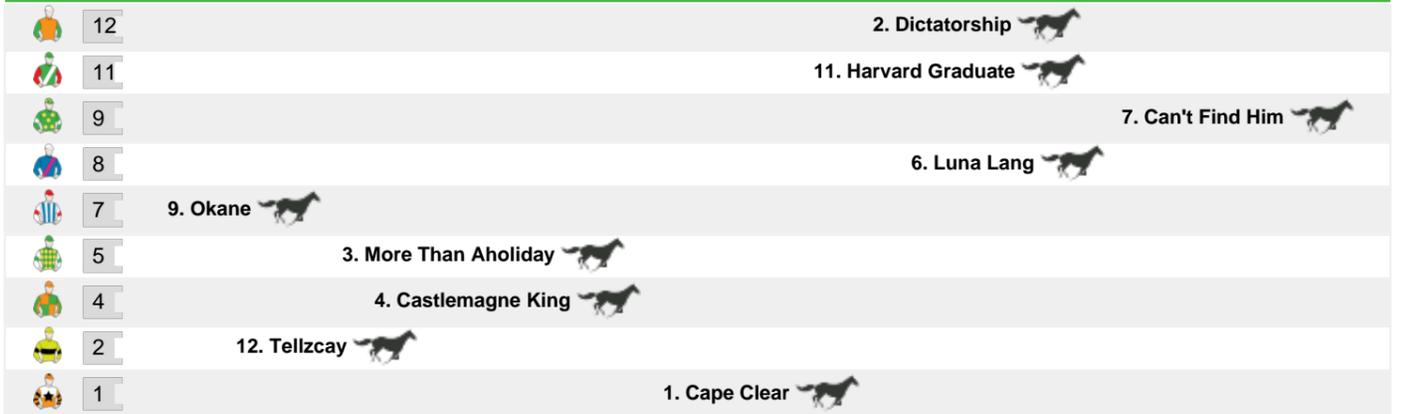 12 2. Dictatorship
11 11. Harvard Graduate
9 7. Can't Find Him
8 6. Luna Lang
7 9. Okane
5 3. More Than Aholiday
4 4. Castlemagne King
2 12. Tellzcay
1 1. Cape Clear